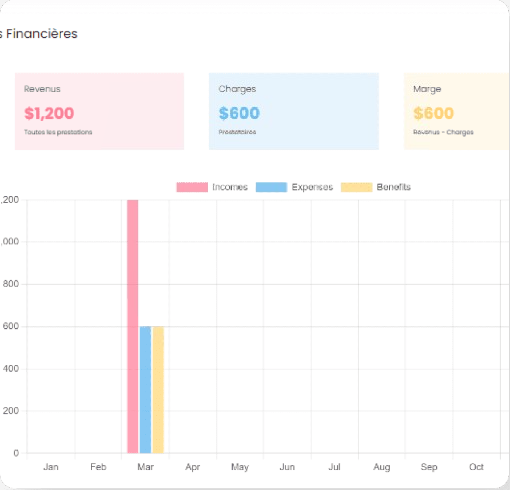 s Financières
Revenus
$1,200
Toutes les prestations
Charges
$600
Prestataires
Marge
$600
Revenus - Charges
Incomes Expenses Benefits
,200
,000
800
600
400
200
0
Jan Feb Mar Apr May Jun Jul Aug Sep Oct